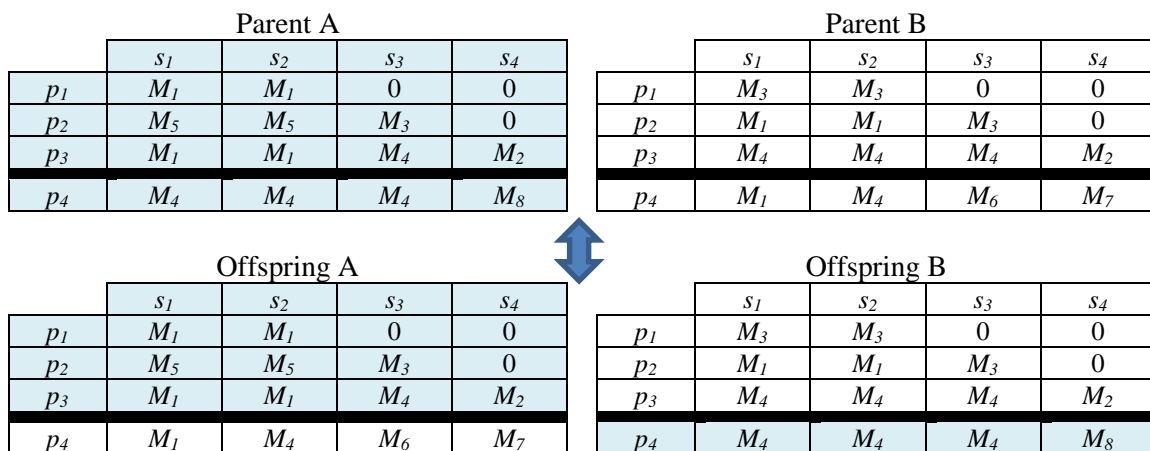 Parent A Parent B
s1 s2 s3 s4 s1 s2 s3 s4
p1 M1 M1 0 0 p1 M3 M3 0 0
p2 M5 M5 M3 0 p2 M1 M1 M3 0
p3 M1 M1 M4 M2 p3 M4 M4 M4 M2
p4 M4 M4 M4 M8 p4 M1 M4 M6 M7
Offspring A Offspring B
s1 s2 s3 s4 s1 s2 s3 s4
p1 M1 M1 0 0 p1 M3 M3 0 0
p2 M5 M5 M3 0 p2 M1 M1 M3 0
p3 M1 M1 M4 M2 p3 M4 M4 M4 M2
p4 M1 M4 M6 M7 p4 M4 M4 M4 M8